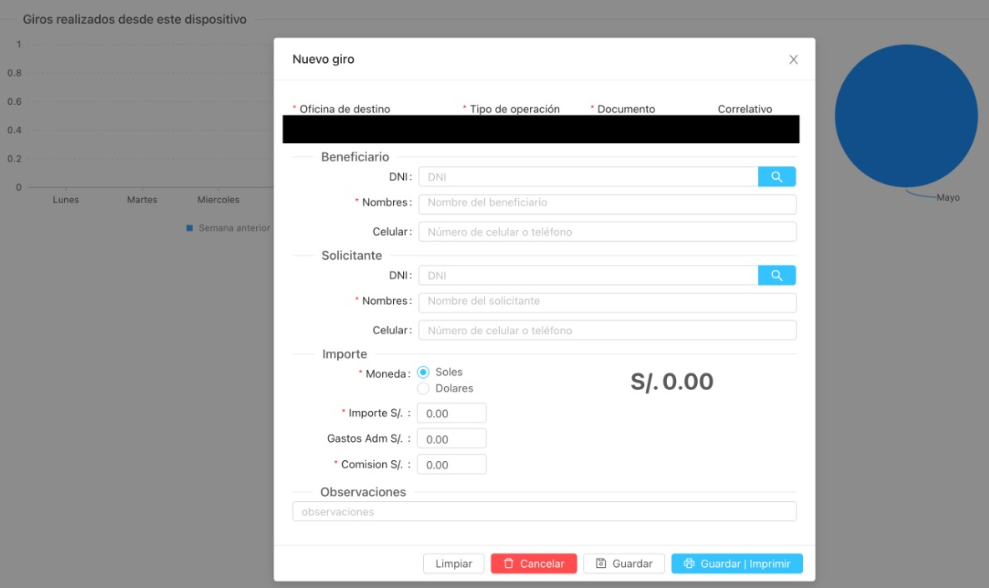 Giros realizados desde este dispositivo
1
0.8
0.6
0.4
0.2
0
Lunes Martes Miercoles
Semana anterior
Mayo
Nuevo giro
* Oficina de destino * Tipo de operación * Documento Correlativo
Beneficiario
DNI: DNI
* Nombres: Nombre del beneficiario
Celular: Número de celular o teléfono
Solicitante
DNI: DNI
* Nombres: Nombre del solicitante
Celular: Número de celular o teléfono
Importe
* Moneda: Soles
Dolares
S/. 0.00
* Importe S/. : 0.00
Gastos Adm S/. : 0.00
* Comision S/. : 0.00
Observaciones
observaciones
Limpiar Cancelar Guardar Guardar | Imprimir